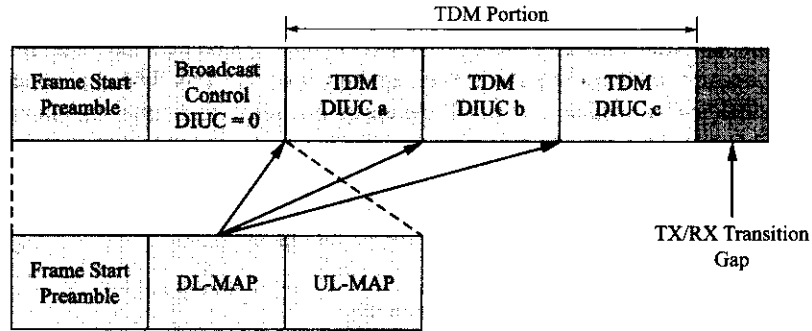 TDM Portion
Frame Start
Preamble
Broadcast
Control
DIUC = 0
TDM
DIUC a
TDM
DIUC b
TDM
DIUC c
TX/RX Transition
Gap
Frame Start
Preamble
DL-MAP
UL-MAP